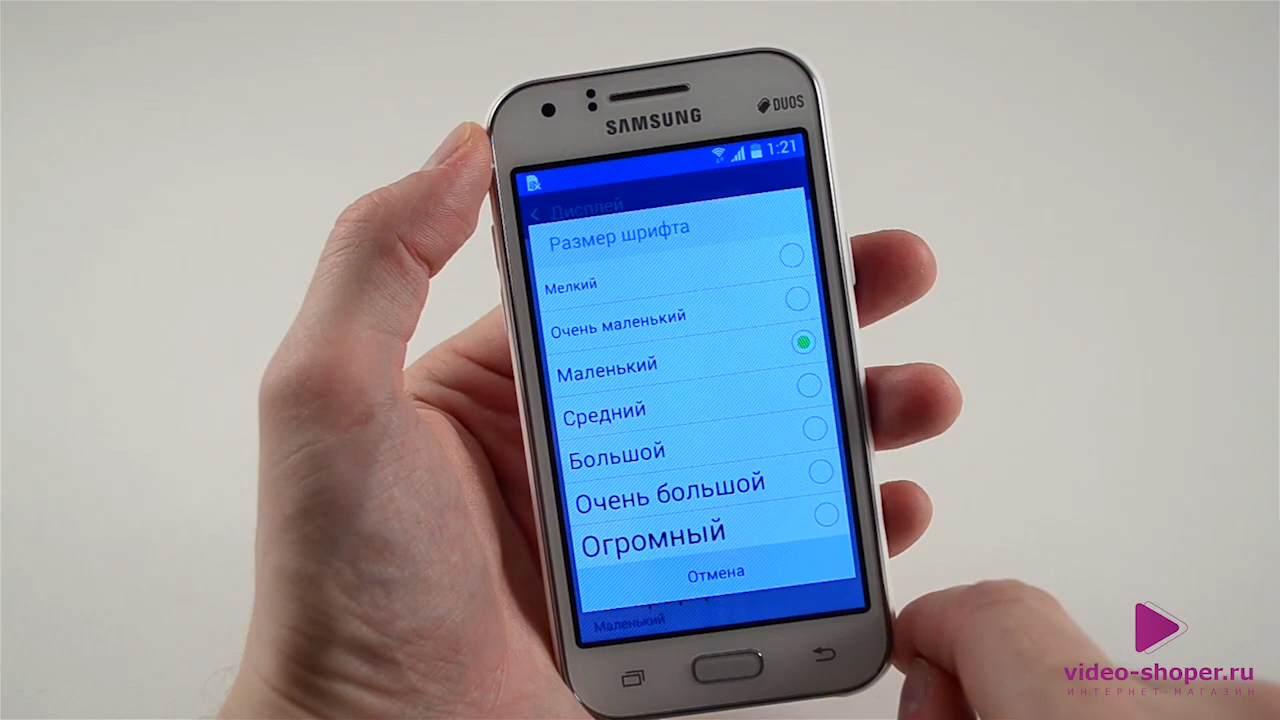 SAMSUNG
DUOS
1:21
Дисплей
Размер шрифта
Мелкий
Очень маленький
Маленький
Средний
Большой
Очень большой
Огромный
Отмена
Маленький
video-shoper.ru
ИНТЕРНЕТ-МАГАЗИН